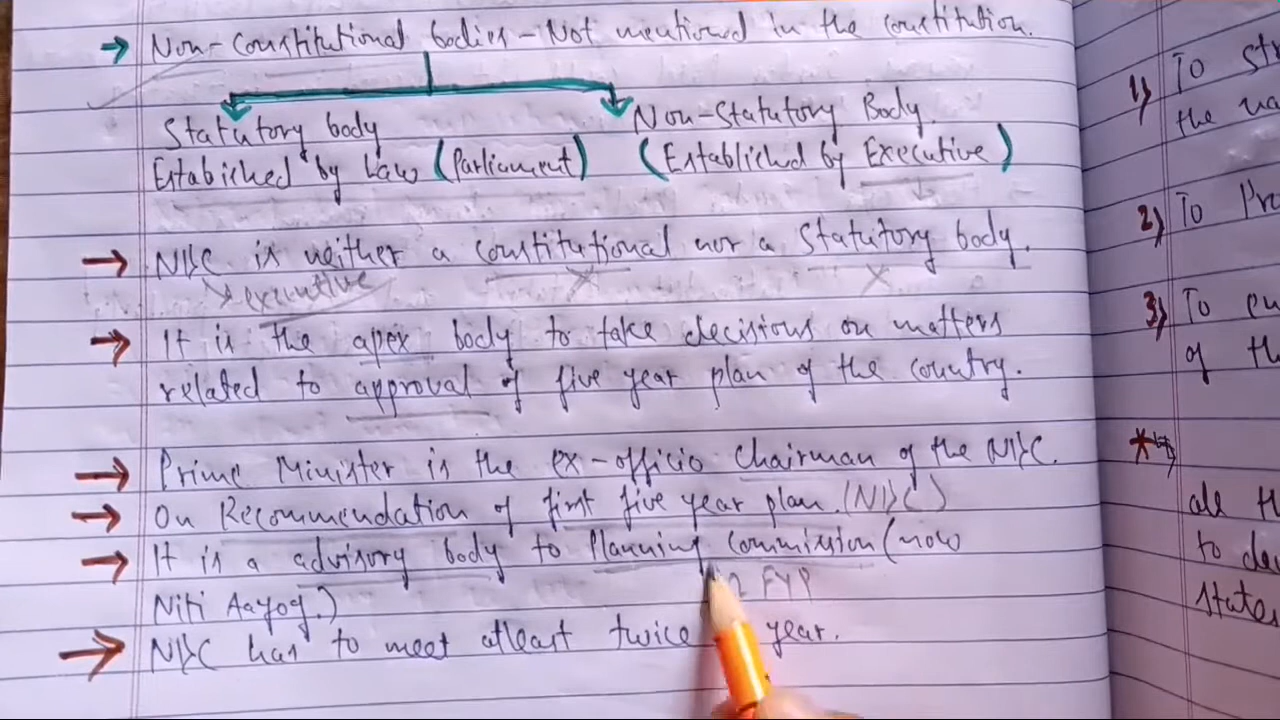 → Non-Constitutional bodies - Not mentioned in the constitution.
Statutory body
Non-Statutory Body.
Established by Law (Parliament)
(Established by Executive)
→ NDC is neither a constitutional nor a Statutory body.
executive
→ It is the apex body to take decisions on matters
related to approval of five year plan of the country.
→ Prime Minister is the ex-officio Chairman of the NDC.
→ On Recommendation of first five year plan. (NDC)
→ It is a advisory body to Planning Commission (now
FYP
Niti Aayog.)
→ NDC has to meet atleast twice year.
1) To
the
2) To
3) To
of
*
all
to